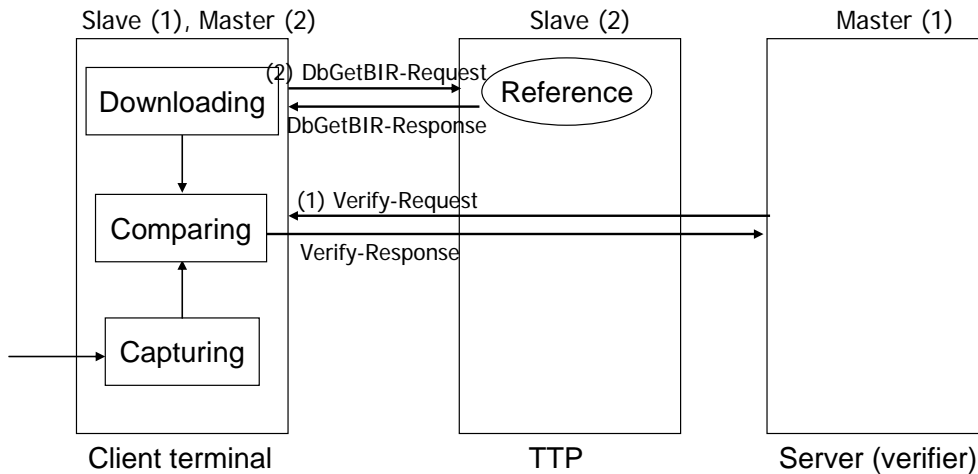 Slave (1), Master (2)
Slave (2)
Master (1)
(2) DbGetBIR-Request
Downloading
Reference
DbGetBIR-Response
(1) Verify-Request
Comparing
Verify-Response
Capturing
Client terminal
TTP
Server (verifier)